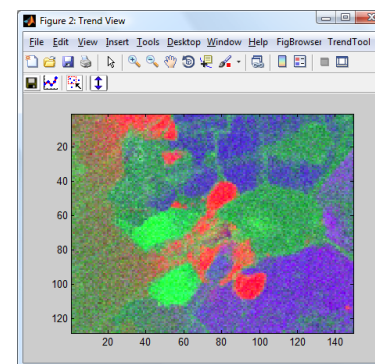 Figure 2: Trend View
File Edit View Insert Tools Desktop Window Help FigBrowser TrendTool
20
40
60
80
100
120
20 40 60 80 100 120 140